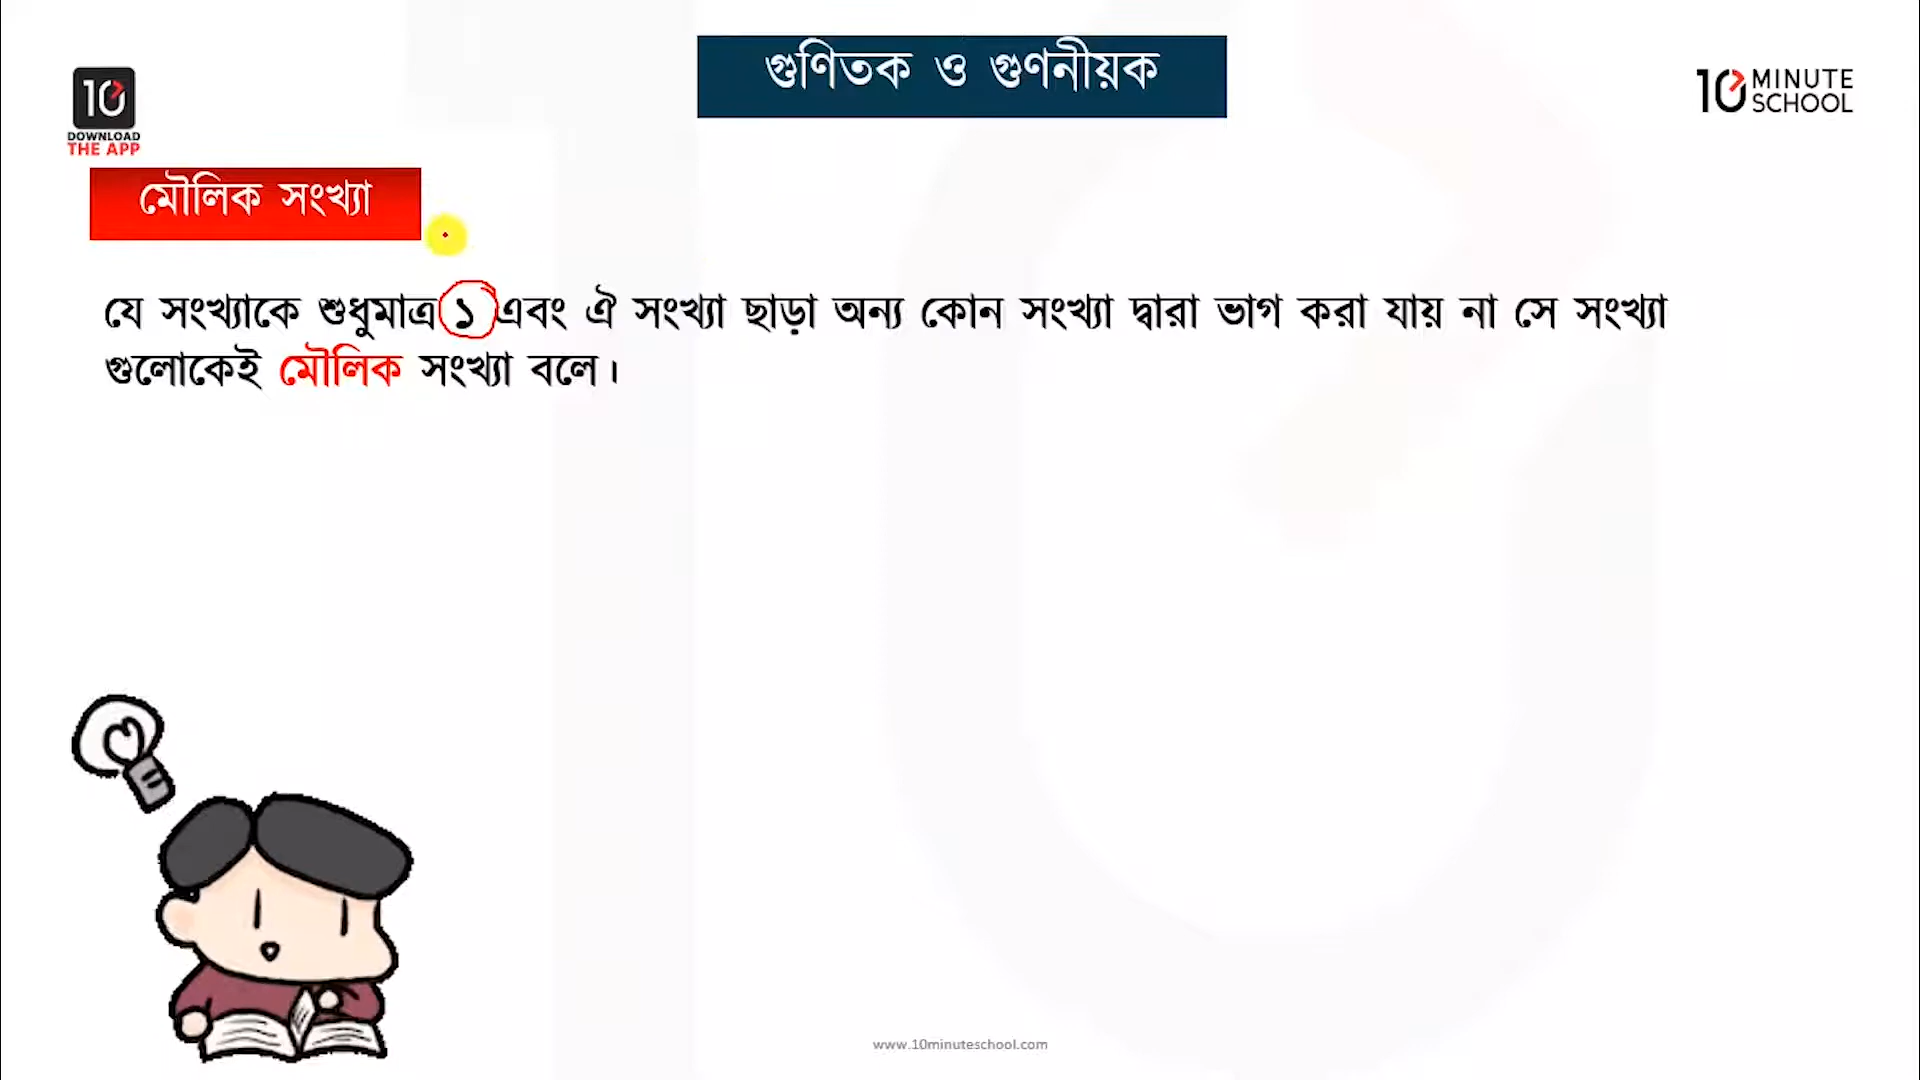 গুণিতক ও গুণনীয়ক
10 MINUTE SCHOOL
10
DOWNLOAD
THE APP
মৌলিক সংখ্যা
যে সংখ্যাকে শুধুমাত্র ১ এবং ঐ সংখ্যা ছাড়া অন্য কোন সংখ্যা দ্বারা ভাগ করা যায় না সে সংখ্যা
গুলোকেই মৌলিক সংখ্যা বলে।
www.10minuteschool.com